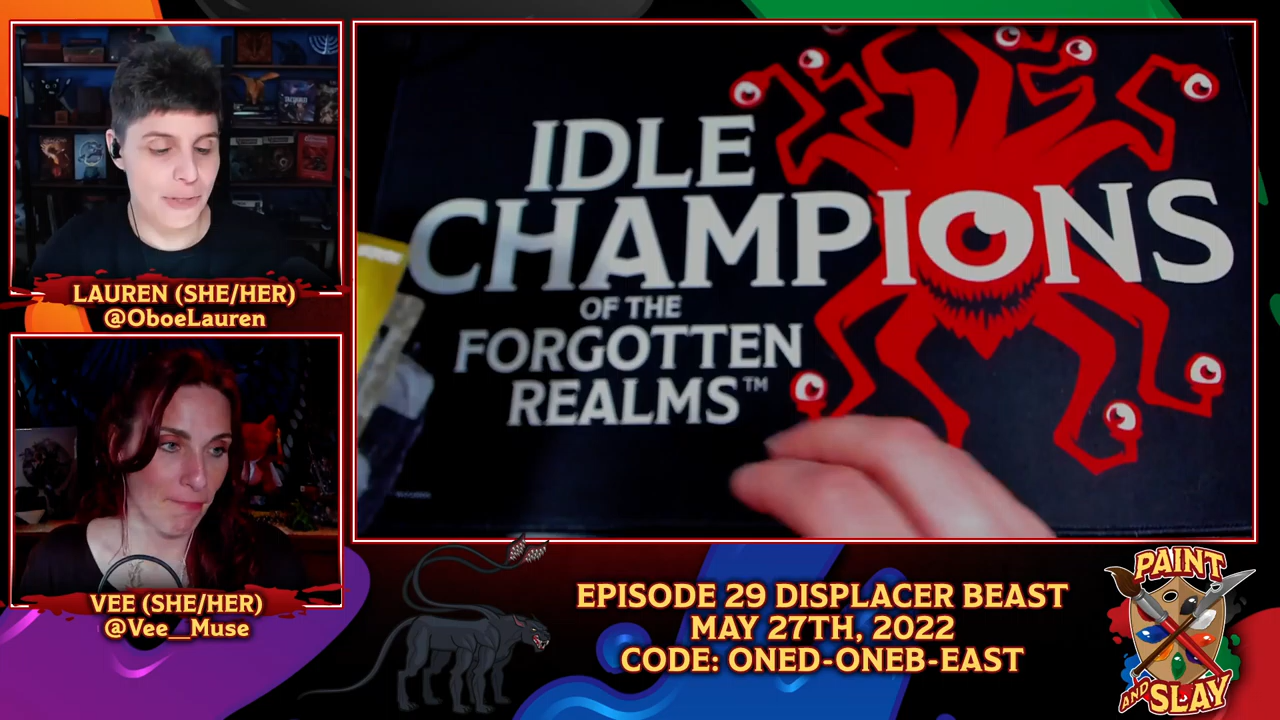 LAUREN (SHE/HER)
@OboeLauren
VEE (SHE/HER)
@Vee__Muse
IDLE
CHAMPIONS
OF THE
FORGOTTEN
REALMS™
EPISODE 29 DISPLACER BEAST
MAY 27TH, 2022
CODE: ONED-ONEB-EAST
PAINT
AND SLAY